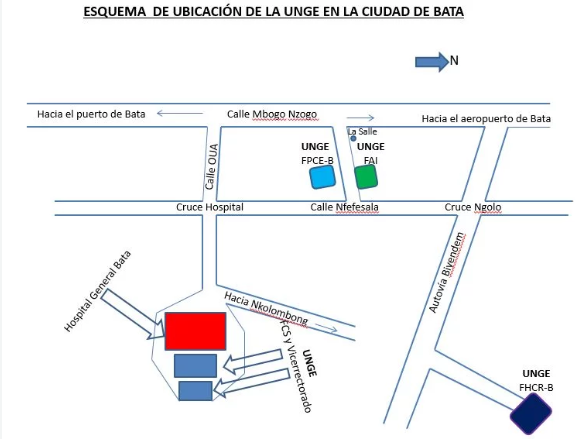 ESQUEMA DE UBICACIÓN DE LA UNGE EN LA CIUDAD DE BATA
N
Hacia el puerto de Bata
Calle Mbogo Nzogo
Hacia el aeropuerto de Bata
La Salle
UNGE
FPCE-B
UNGE
FAI
Calle OUA
Cruce Hospital
Calle Nfefesala
Cruce Ngolo
Autovía Biyendem
Hospital General Bata
Hacia Nkolombong
UNGE
FCS y Vicerrectorado
UNGE
FHCR-B